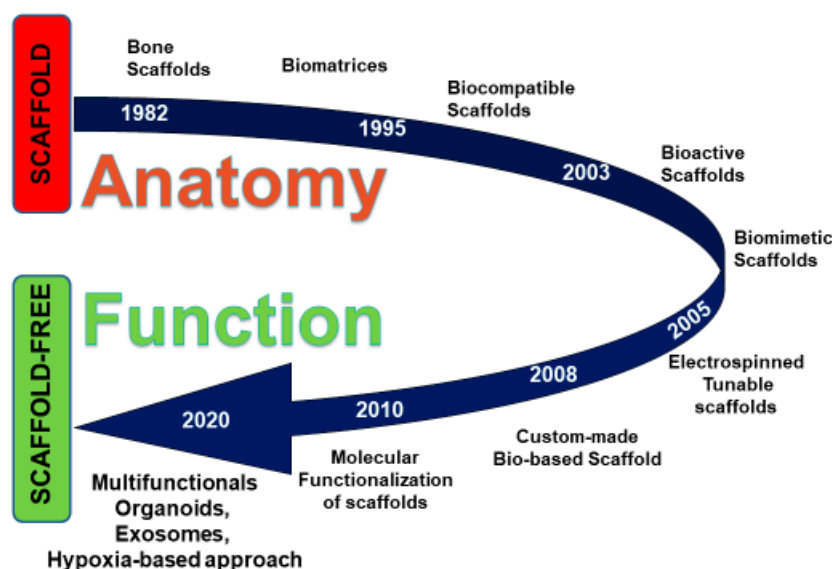 SCAFFOLD
Bone
Scaffolds
Biomatrices
Biocompatible
Scaffolds
1982
1995
2003
Bioactive
Scaffolds
Anatomy
Biomimetic
Scaffolds
SCAFFOLD-FREE
Function
2005
Electrospinned
Tunable
scaffolds
2008
2010
2020
Custom-made
Bio-based Scaffold
Molecular
Functionalization
of scaffolds
Multifunctionals
Organoids,
Exosomes,
Hypoxia-based approach